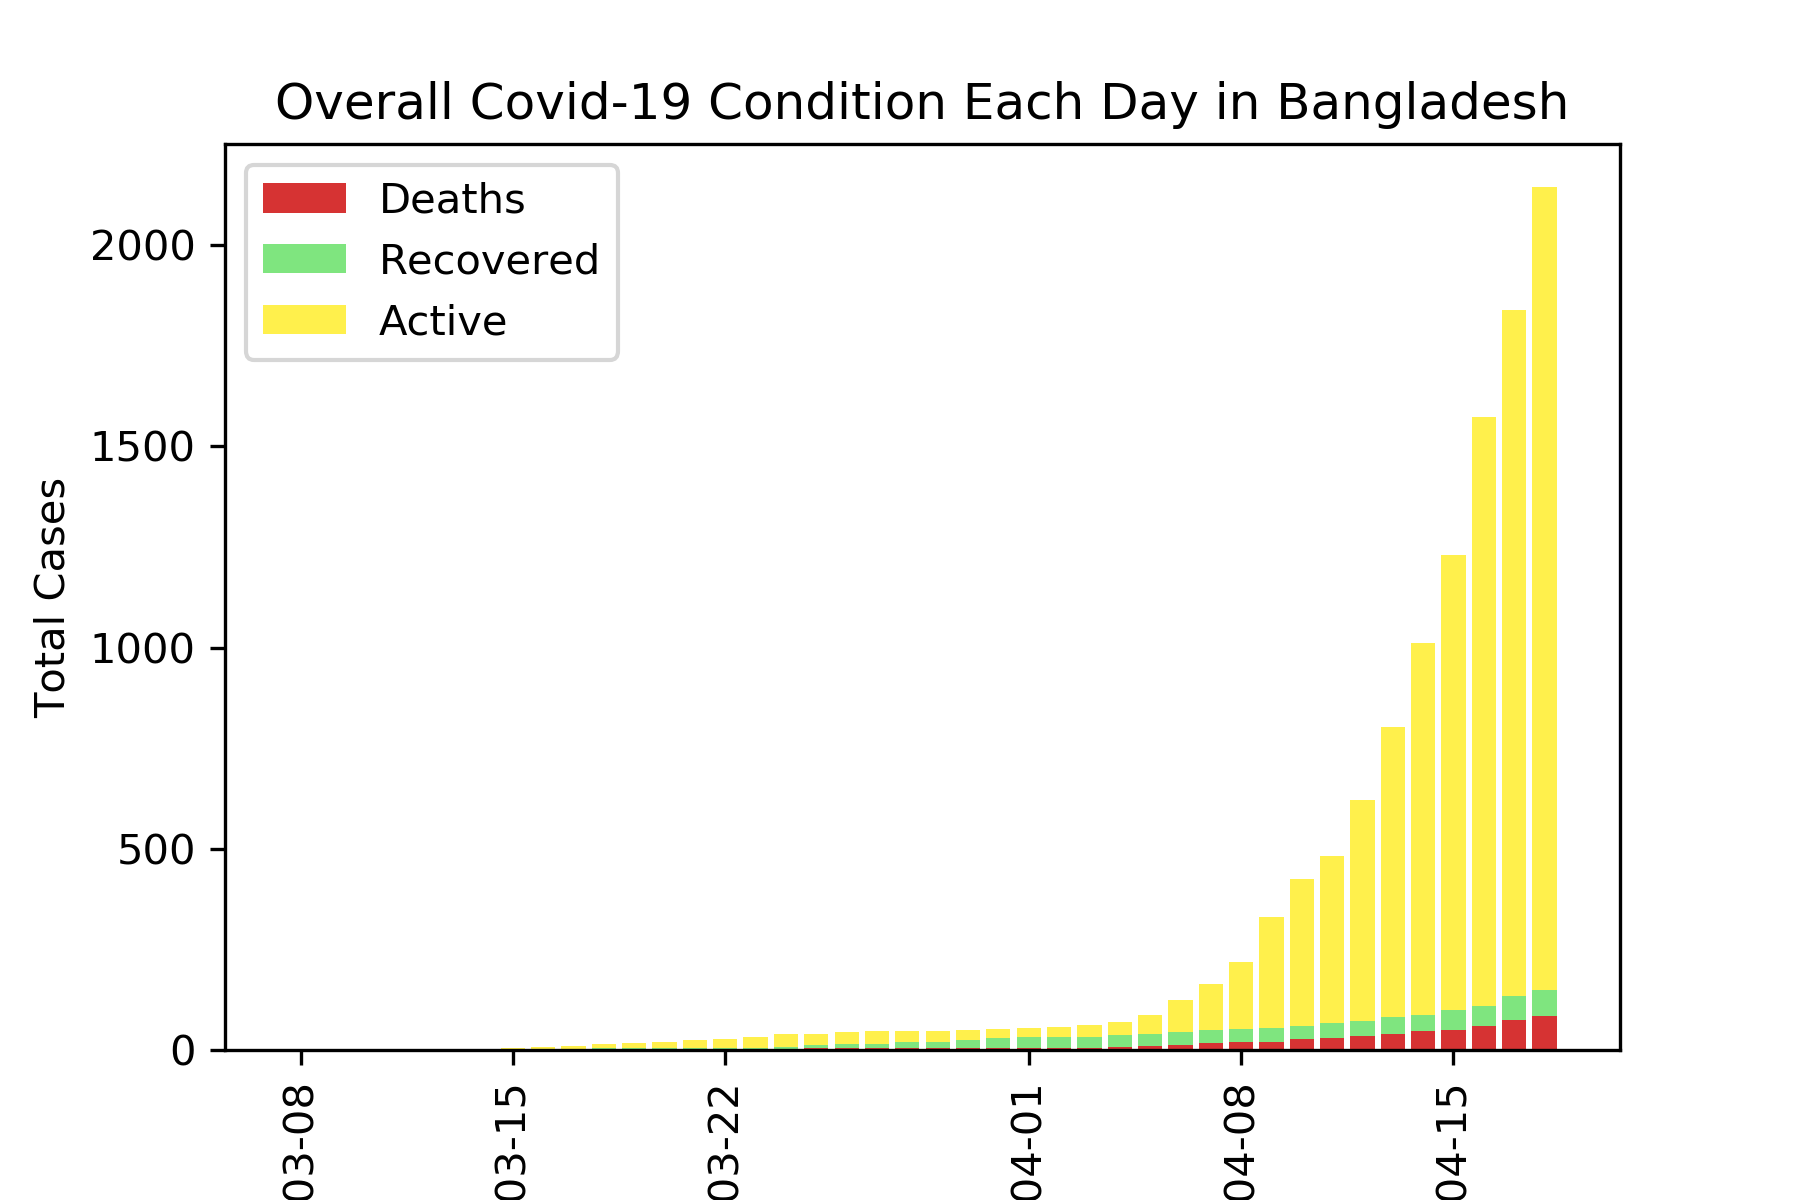 Overall Covid-19 Condition Each Day in Bangladesh
Deaths
Recovered
Active
Total Cases
2000
1500
1000
500
0
03-08
03-15
03-22
04-01
04-08
04-15